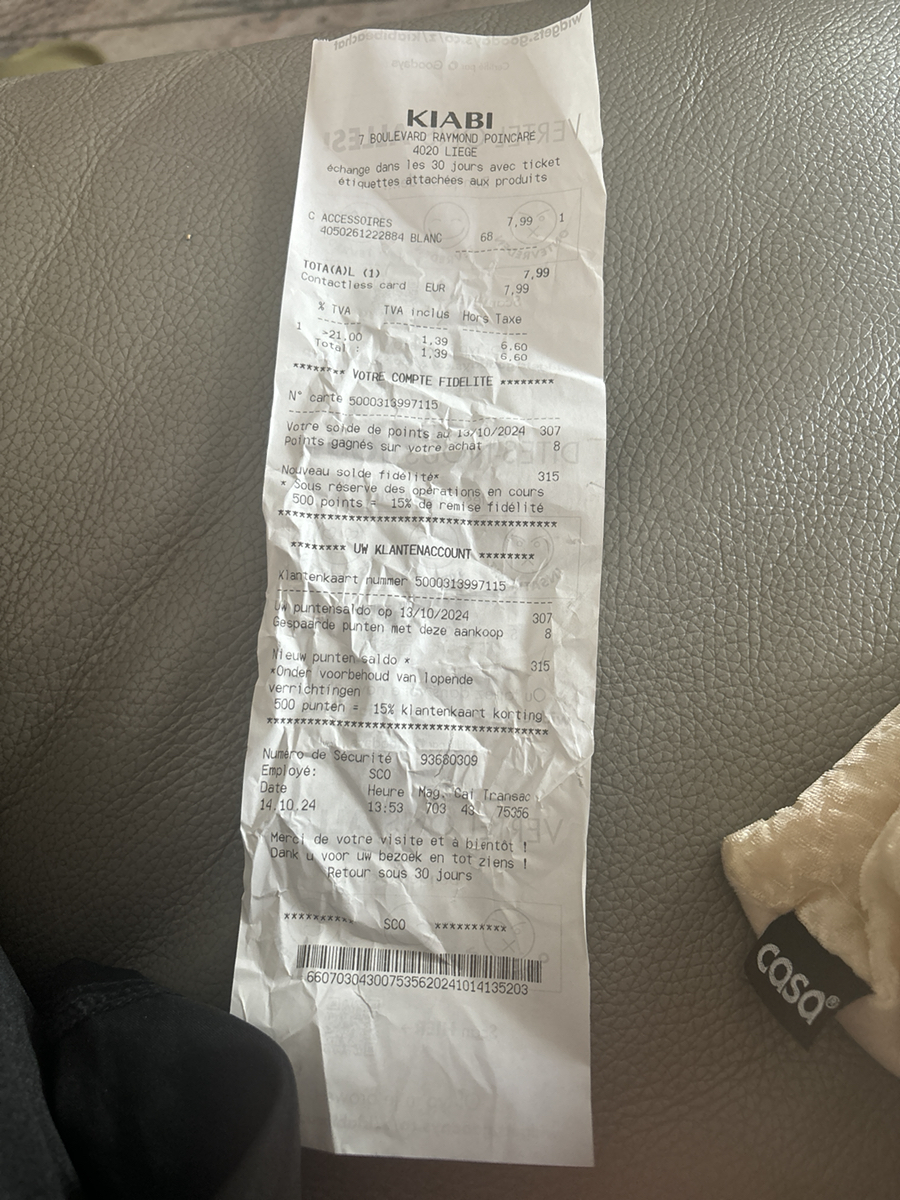 widgets.goodays.co/z/kiabibe
Goodays
KIABI
7 BOULEVARD RAYMOND POINCARE
4020 LIEGE
échange dans les 30 jours avec ticket
étiquettes attachées aux produits
C ACCESSOIRES 7,99 1
4050261222884 BLANC 68
TOTA(A)L (1) 7,99
Contactless card EUR 7,99
% TVA TVA inclus Hors Taxe
1 >21.00 1,39 6.60
Total : 1,39 6,60
******** VOTRE COMPTE FIDELITE ********
N° carte 5000313997115
Votre solde de points au 13/10/2024 307
Points gagnés sur votre achat 8
Nouveau solde fidélité* 315
* Sous réserve des opérations en cours
500 points = 15% de remise fidélité
****************************************
******** UW KLANTENACCOUNT ********
Klantenkaart nummer 5000313997115
Uw puntensaldo op 13/10/2024 307
Gespaarde punten met deze aankoop 8
Nieuw punten saldo * 315
*Onder voorbehoud van lopende
verrichtingen
500 punten = 15% klantenkaart korting
****************************************
Numéro de Sécurité 93680309
Employé: SCO
Date Heure Mag. Cai Transac
14.10.24 13:53 703 43 75356
Merci de votre visite et à bientôt !
Dank u voor uw bezoek en tot ziens !
Retour sous 30 jours
********** SCO **********
660703043007535620241014135203
casa®